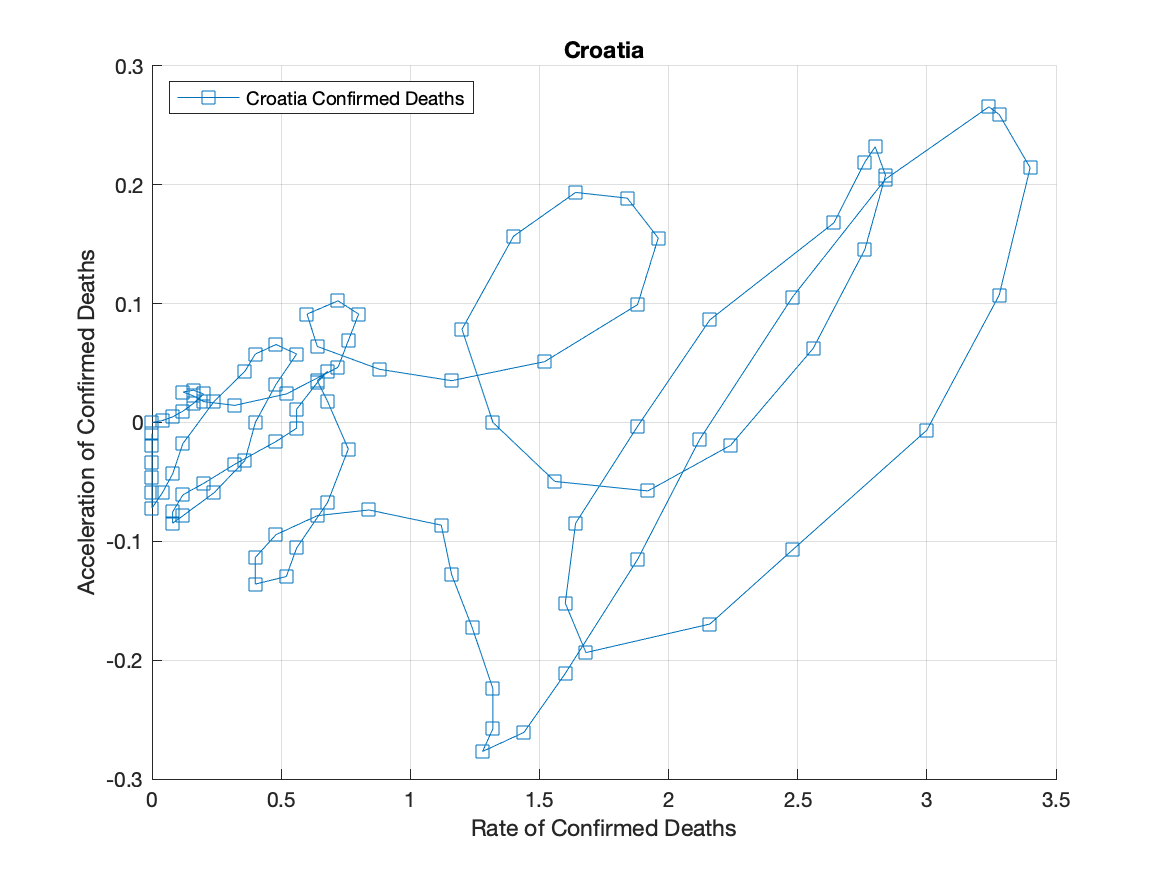 Croatia
Croatia Confirmed Deaths
0.3
0.2
0.1
0
-0.1
-0.2
-0.3
Acceleration of Confirmed Deaths
0 0.5 1 1.5 2 2.5 3 3.5
Rate of Confirmed Deaths